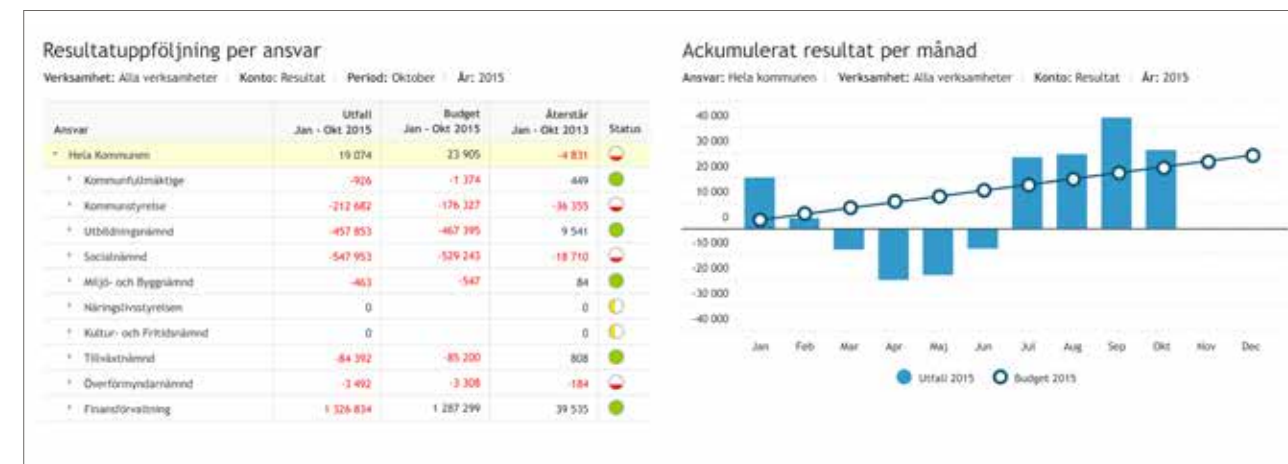 Resultatuppföljning per ansvar
Verksamhet: Alla verksamheter Konto: Resultat Period: Oktober År: 2015
Ansvar Utfall Jan - Okt 2015 Budget Jan - Okt 2015 Återstår Jan - Okt 2013 Status
Hela Kommunen 19 074 23 905 -4 831
Kommunfullmäktige -926 -1 374 449
Kommunstyrelse -212 682 -176 327 -36 355
Utbildningsnämnd -457 853 -467 395 9 541
Socialnämnd -547 953 -529 243 -18 710
Miljö- och Byggnämnd -463 -547 84
Näringslivsstyrelsen 0 0
Kultur- och Fritidsnämnd 0 0
Tillväxtnämnd -84 392 -85 200 808
Överförmyndarnämnd -3 492 -3 308 -184
Finansförvaltning 1 326 834 1 287 299 39 535
Ackumulerat resultat per månad
Ansvar: Hela kommunen Verksamhet: Alla verksamheter Konto: Resultat År: 2015
40 000
30 000
20 000
10 000
0
-10 000
-20 000
-30 000
-40 000
Jan Feb Mar Apr Maj Jun Jul Aug Sep Okt Nov Dec
Utfall 2015 Budget 2015